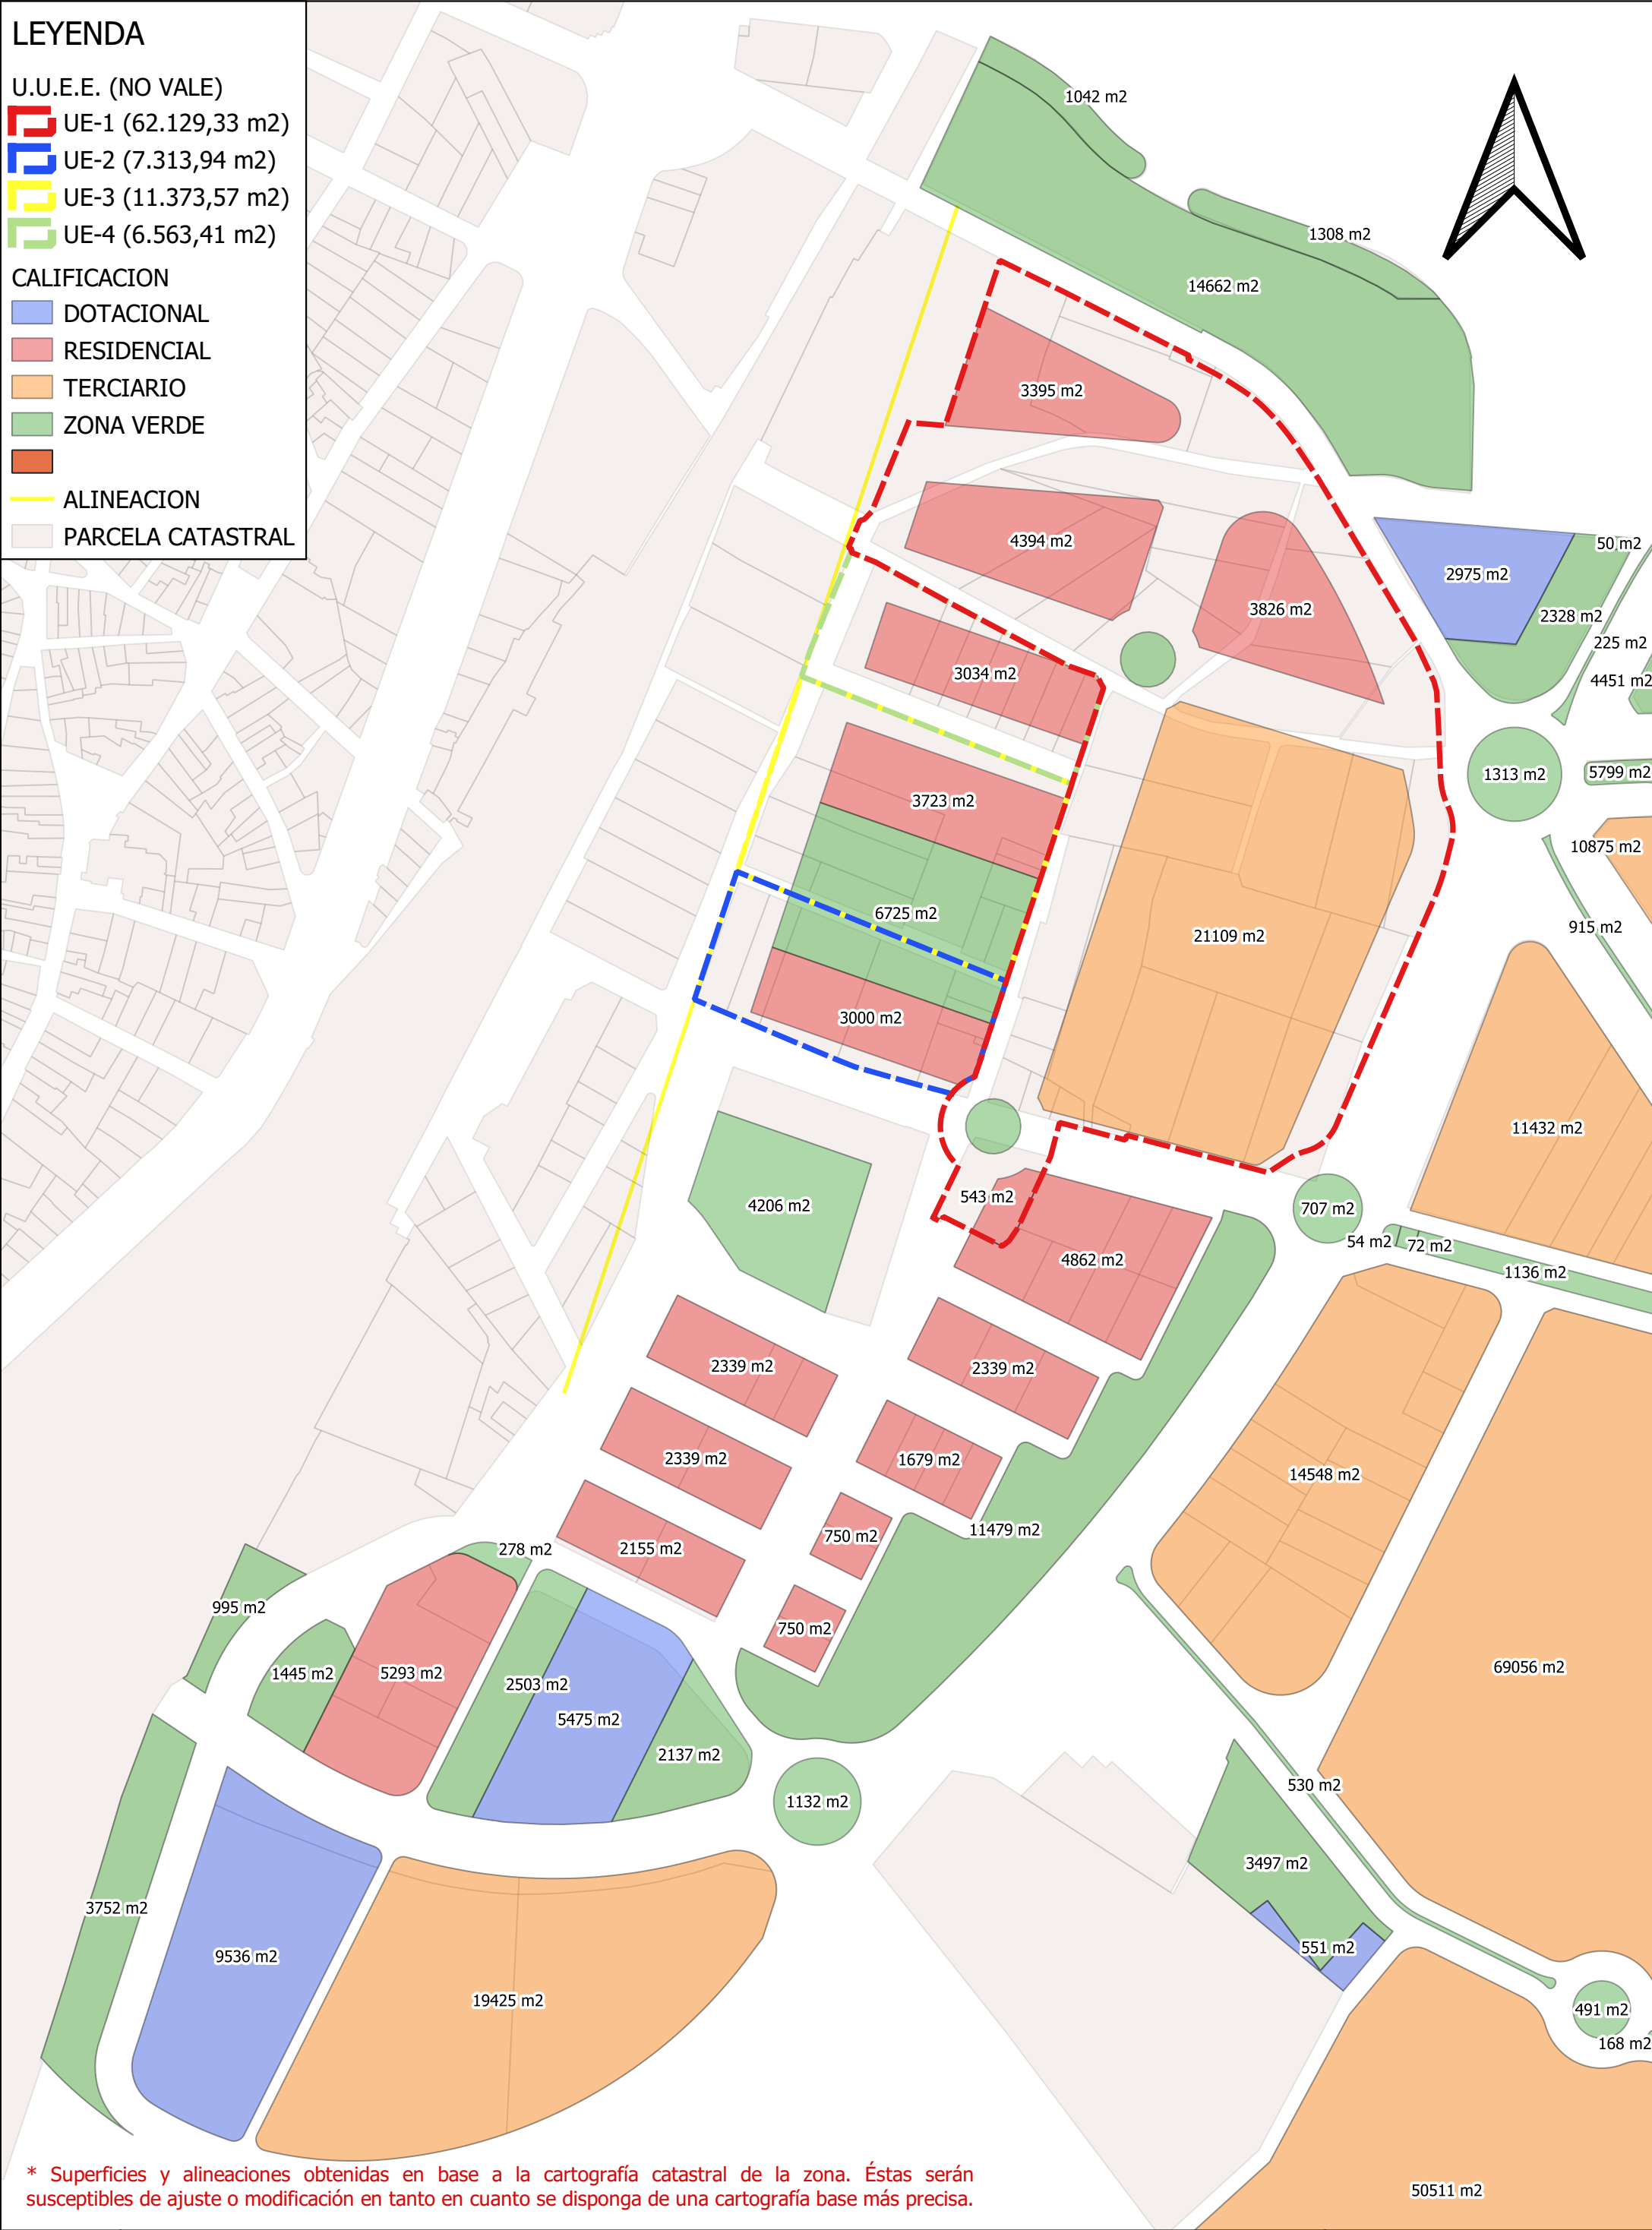 LEYENDA
U.U.E.E. (NO VALE)
UE-1 (62.129,33 m2)
UE-2 (7.313,94 m2)
UE-3 (11.373,57 m2)
UE-4 (6.563,41 m2)
CALIFICACION
DOTACIONAL
RESIDENCIAL
TERCIARIO
ZONA VERDE
ALINEACION
PARCELA CATASTRAL
1042 m2
1308 m2
14662 m2
3395 m2
4394 m2
50 m2
2975 m2
3826 m2
2328 m2
225 m2
3034 m2
4451 m2
1313 m2
5799 m2
3723 m2
10875 m2
6725 m2
915 m2
21109 m2
3000 m2
11432 m2
543 m2
4206 m2
707 m2
54 m2
72 m2
4862 m2
1136 m2
2339 m2
2339 m2
2339 m2
1679 m2
14548 m2
11479 m2
750 m2
278 m2
2155 m2
995 m2
750 m2
69056 m2
1445 m2
5293 m2
2503 m2
5475 m2
2137 m2
530 m2
1132 m2
3497 m2
3752 m2
551 m2
9536 m2
19425 m2
491 m2
168 m2
* Superficies y alineaciones obtenidas en base a la cartografía catastral de la zona. Éstas serán
susceptibles de ajuste o modificación en tanto en cuanto se disponga de una cartografía base más precisa.
50511 m2